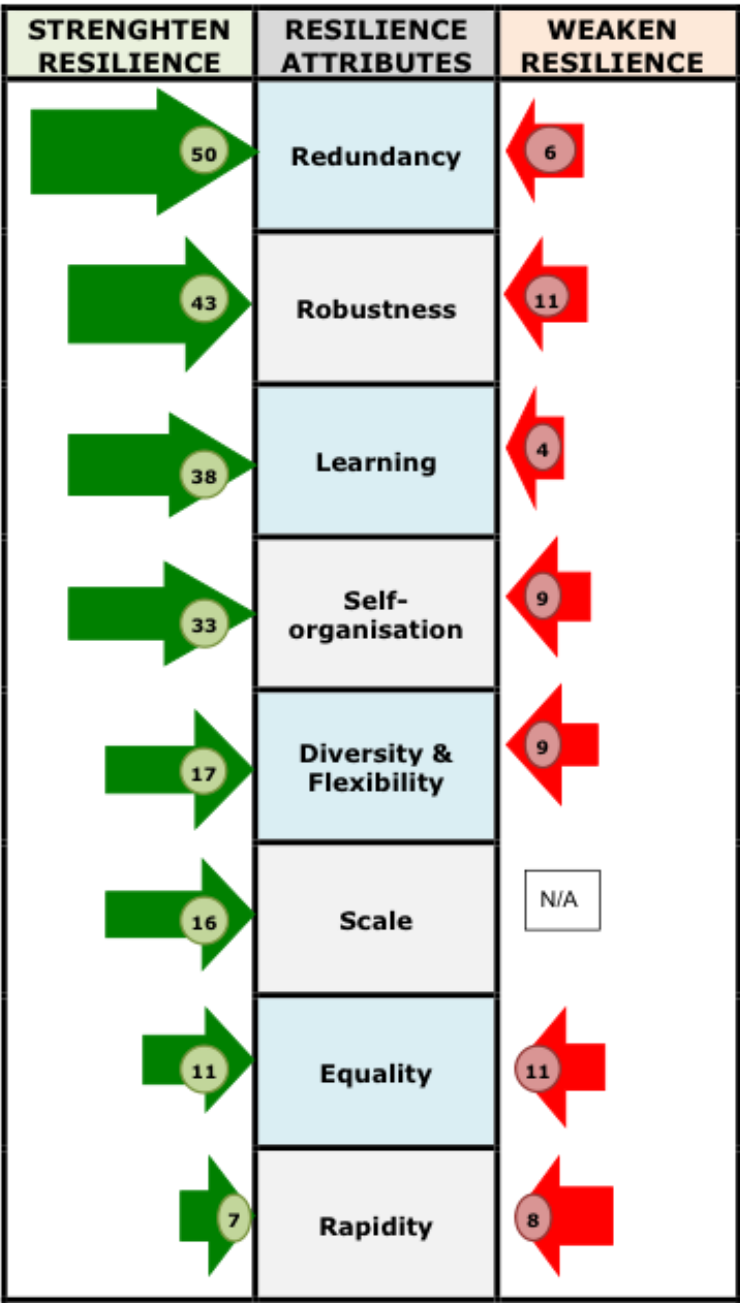 STRENGHTEN
RESILIENCE
RESILIENCE
ATTRIBUTES
WEAKEN
RESILIENCE
50
Redundancy
6
43
Robustness
11
38
Learning
4
33
Self-
organisation
9
17
Diversity &
Flexibility
9
16
Scale
N/A
11
Equality
11
7
Rapidity
8